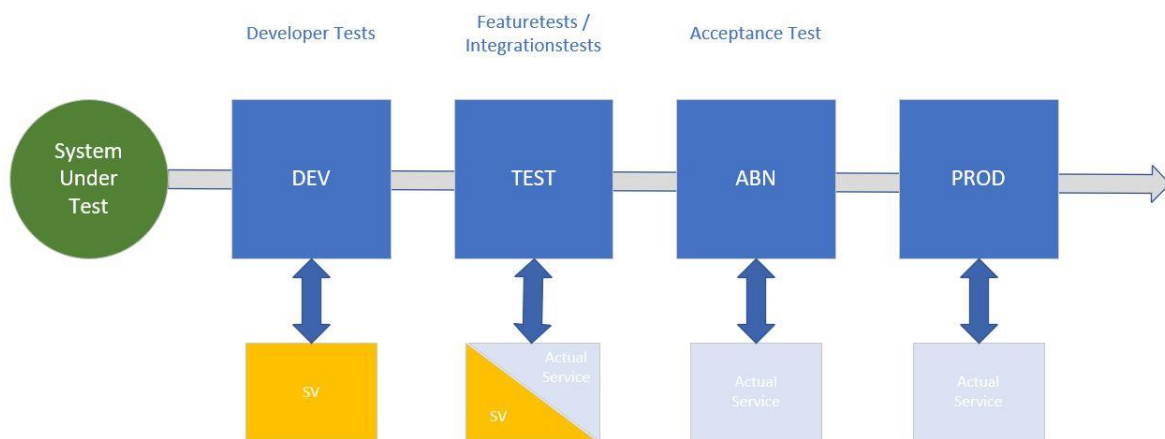 Developer Tests
Featuretests /
Integrationstests
Acceptance Test
System
Under
Test
DEV
TEST
ABN
PROD
SV
Actual
Service
SV
Actual
Service
Actual
Service